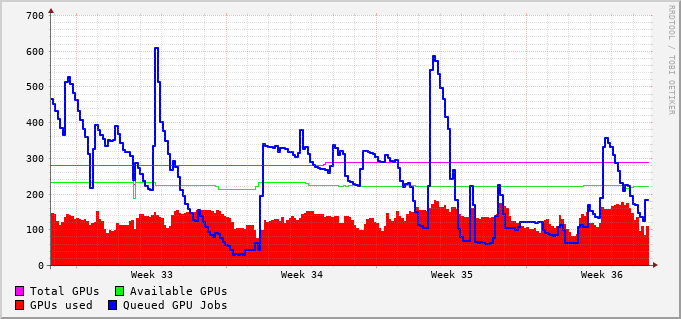 700
600
500
400
300
200
100
0
Week 33 Week 34 Week 35 Week 36
Total GPUs Available GPUs
GPUs used Queued GPU Jobs
RRDTOOL / TOBI OETIKER